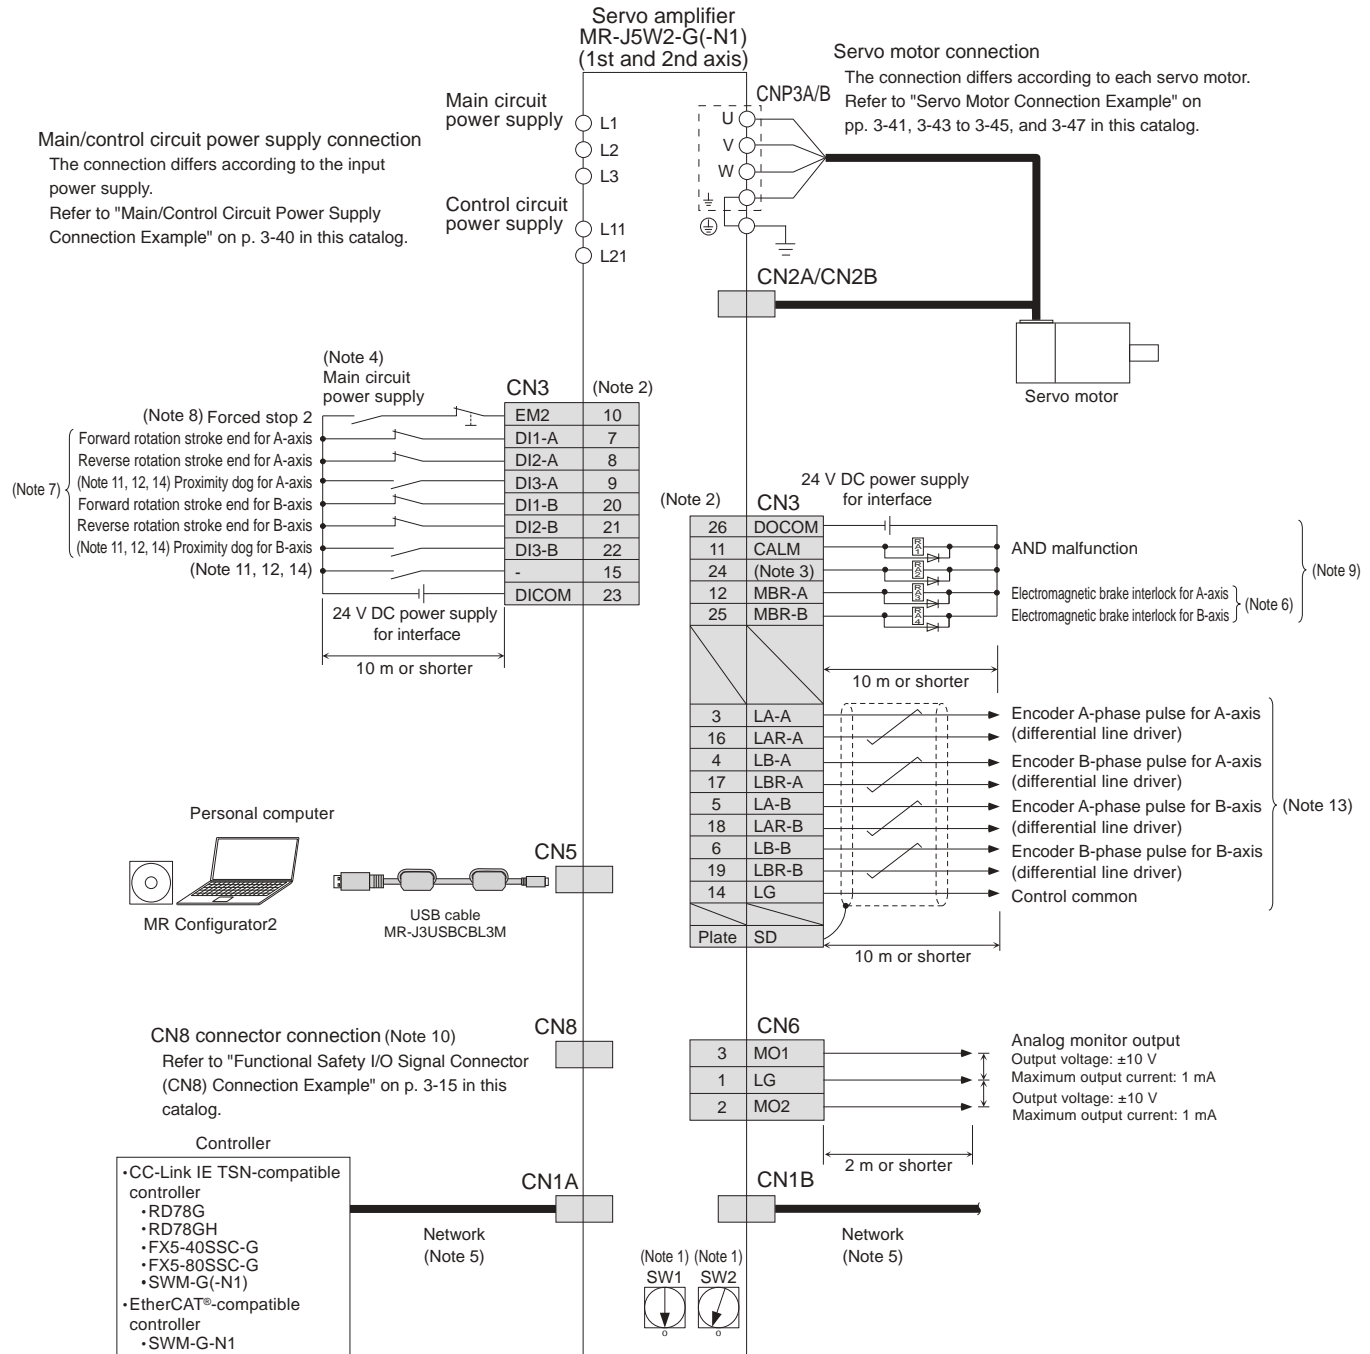 Servo amplifier
MR-J5W2-G(-N1)
(1st and 2nd axis)
Servo motor connection
The connection differs according to each servo motor.
Refer to "Servo Motor Connection Example" on
pp. 3-41, 3-43 to 3-45, and 3-47 in this catalog.
CNP3A/B
U
V
W
Main circuit
power supply
L1
L2
L3
Control circuit
power supply
L11
L21
Main/control circuit power supply connection
The connection differs according to the input
power supply.
Refer to "Main/Control Circuit Power Supply
Connection Example" on p. 3-40 in this catalog.
CN2A/CN2B
Servo motor
(Note 4)
Main circuit
power supply
CN3
(Note 2)
(Note 8) Forced stop 2
EM2
10
Forward rotation stroke end for A-axis
DI1-A
7
Reverse rotation stroke end for A-axis
DI2-A
8
(Note 7)
(Note 11, 12, 14) Proximity dog for A-axis
DI3-A
9
Forward rotation stroke end for B-axis
DI1-B
20
Reverse rotation stroke end for B-axis
DI2-B
21
(Note 11, 12, 14) Proximity dog for B-axis
DI3-B
22
(Note 11, 12, 14)
-
15
DICOM
23
24 V DC power supply
for interface
10 m or shorter
24 V DC power supply
for interface
(Note 2)
CN3
26
DOCOM
11
CALM
RA1
AND malfunction
24
(Note 3)
RA2
(Note 9)
12
MBR-A
RA3
Electromagnetic brake interlock for A-axis
(Note 6)
25
MBR-B
RA4
Electromagnetic brake interlock for B-axis
10 m or shorter
3
LA-A
Encoder A-phase pulse for A-axis
16
LAR-A
(differential line driver)
4
LB-A
Encoder B-phase pulse for A-axis
17
LBR-A
(differential line driver)
5
LA-B
Encoder A-phase pulse for B-axis
(Note 13)
18
LAR-B
(differential line driver)
6
LB-B
Encoder B-phase pulse for B-axis
19
LBR-B
(differential line driver)
14
LG
Control common
Plate
SD
10 m or shorter
Personal computer
MR Configurator2
USB cable
MR-J3USBCBL3M
CN5
CN8 connector connection (Note 10)
Refer to "Functional Safety I/O Signal Connector
(CN8) Connection Example" on p. 3-15 in this
catalog.
CN8
CN6
3
MO1
1
LG
2
MO2
Analog monitor output
Output voltage: ±10 V
Maximum output current: 1 mA
Output voltage: ±10 V
Maximum output current: 1 mA
2 m or shorter
Controller
•CC-Link IE TSN-compatible
controller
•RD78G
•RD78GH
•FX5-40SSC-G
•FX5-80SSC-G
•SWM-G(-N1)
•EtherCAT®-compatible
controller
•SWM-G-N1
CN1A
Network
(Note 5)
CN1B
Network
(Note 5)
(Note 1) (Note 1)
SW1
SW2
0
0